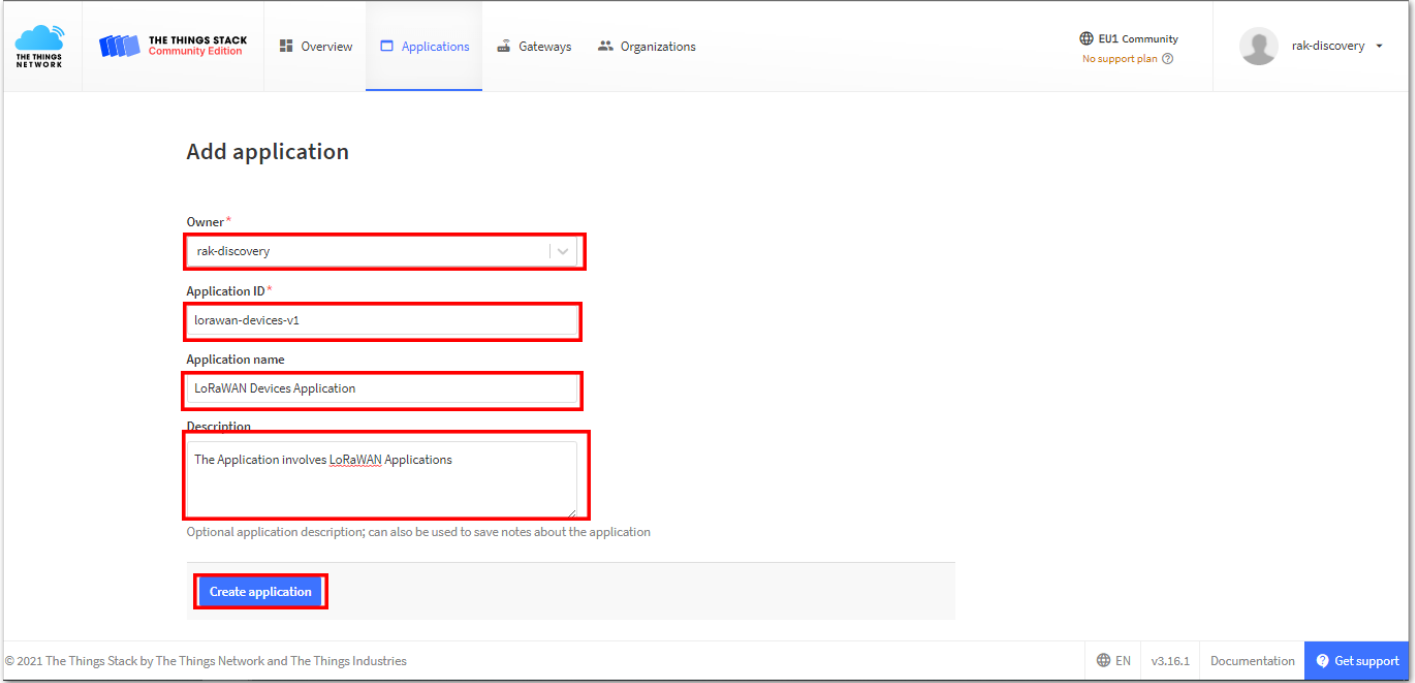 THE THINGS
NETWORK
THE THINGS STACK
Community Edition
Overview
Applications
Gateways
Organizations
EU1 Community
No support plan
rak-discovery
Add application
Owner*
rak-discovery
Application ID*
lorawan-devices-v1
Application name
LoRaWAN Devices Application
Description
The Application involves LoRaWAN Applications
Optional application description; can also be used to save notes about the application
Create application
© 2021 The Things Stack by The Things Network and The Things Industries
EN
v3.16.1
Documentation
Get support